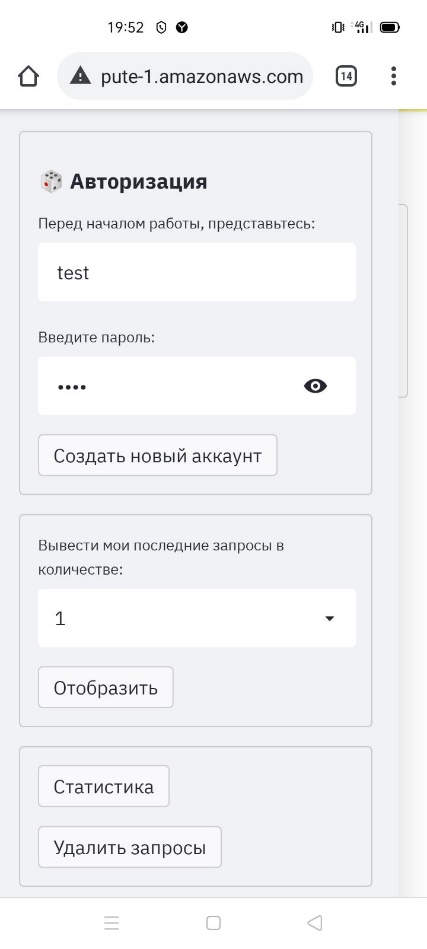 19:52
4G
pute-1.amazonaws.com
14
Авторизация
Перед началом работы, представьтесь:
test
Введите пароль:
••••
Создать новый аккаунт
Вывести мои последние запросы в
количестве:
1
Отобразить
Статистика
Удалить запросы